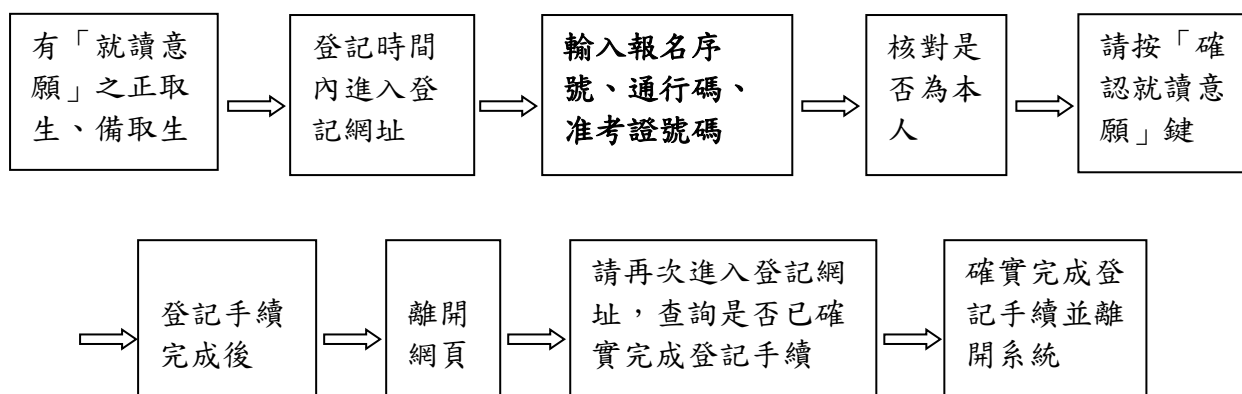 有「就讀意
願」之正取
生、備取生
登記時間
內進入登
記網址
輸入報名序
號、通行碼、
准考證號碼
核對是
否為本
人
請按「確
認就讀意
願」鍵
登記手續
完成後
離開
網頁
請再次進入登記網
址，查詢是否已確
實完成登記手續
確實完成登
記手續並離
開系統